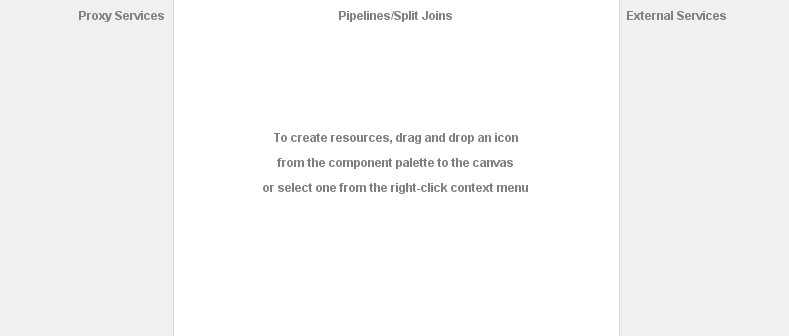 Proxy Services
Pipelines/Split Joins
External Services
To create resources, drag and drop an icon
from the component palette to the canvas
or select one from the right-click context menu